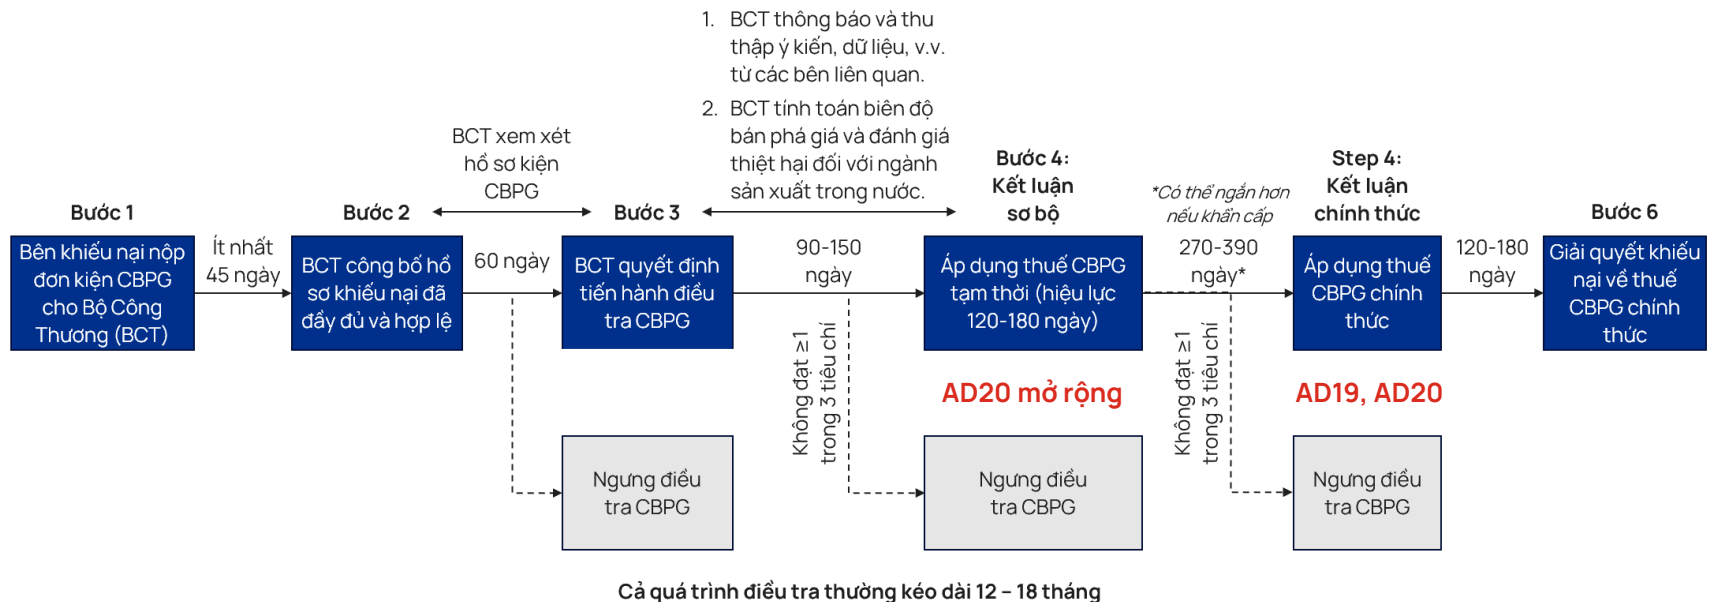 1. BCT thông báo và thu
thập ý kiến, dữ liệu, v.v.
từ các bên liên quan.
2. BCT tính toán biên độ
bán phá giá và đánh giá
thiệt hại đối với ngành
sản xuất trong nước.
BCT xem xét
hồ sơ kiện
CBPG
Bước 1
Bên khiếu nại nộp
đơn kiện CBPG
cho Bộ Công
Thương (BCT)
Ít nhất
45 ngày
Bước 2
BCT công bố hồ
sơ khiếu nại đã
đầy đủ và hợp lệ
60 ngày
Bước 3
BCT quyết định
tiến hành điều
tra CBPG
90-150
ngày
Bước 4:
Kết luận
sơ bộ
Áp dụng thuế CBPG
tạm thời (hiệu lực
120-180 ngày)
*Có thể ngắn hơn
nếu khẩn cấp
270-390
ngày*
Step 4:
Kết luận
chính thức
Áp dụng thuế
CBPG chính
thức
120-180
ngày
Bước 6
Giải quyết khiếu
nại về thuế
CBPG chính
thức
Không đạt ≥1
trong 3 tiêu chí
AD20 mở rộng
Không đạt ≥1
trong 3 tiêu chí
AD19, AD20
Ngưng điều
tra CBPG
Ngưng điều
tra CBPG
Ngưng điều
tra CBPG
Cả quá trình điều tra thường kéo dài 12 – 18 tháng